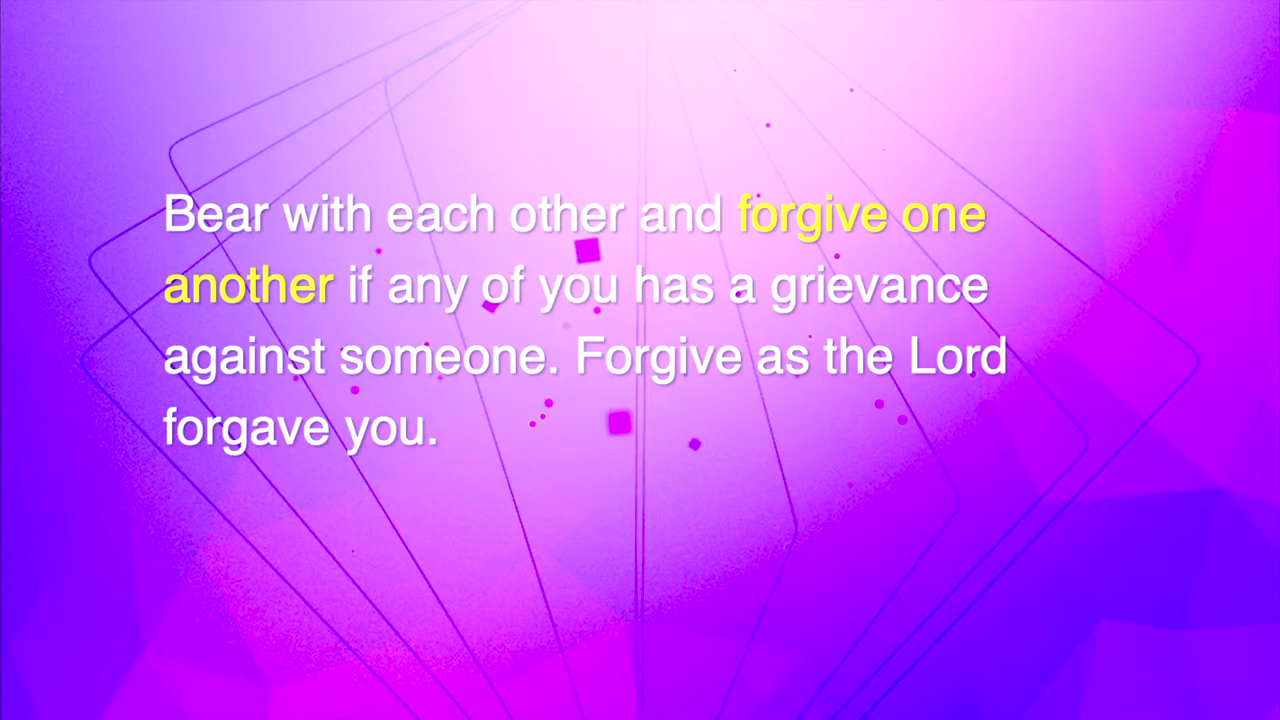 Bear with each other and forgive one
another if any of you has a grievance
against someone. Forgive as the Lord
forgave you.